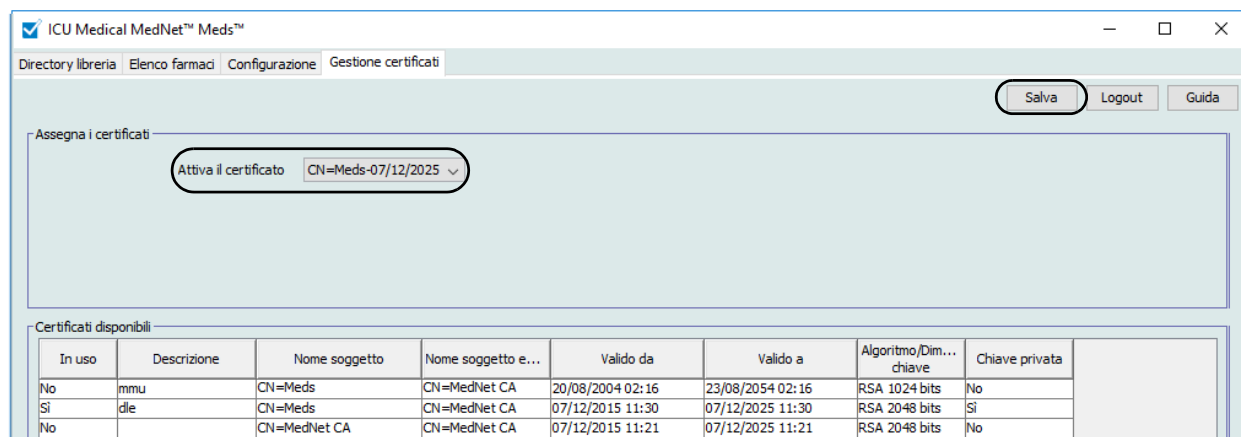 ICU Medical MedNet™ Meds™
Directory libreria Elenco farmaci Configurazione Gestione certificati
Salva Logout Guida
Assegna i certificati
Attiva il certificato CN=Meds-07/12/2025
Certificati disponibili
In uso Descrizione Nome soggetto Nome soggetto e... Valido da Valido a Algoritmo/Dim... chiave Chiave privata
No mmu CN=Meds CN=MedNet CA 20/08/2004 02:16 23/08/2054 02:16 RSA 1024 bits No
Sì dle CN=Meds CN=MedNet CA 07/12/2015 11:30 07/12/2025 11:30 RSA 2048 bits Sì
No CN=MedNet CA CN=MedNet CA 07/12/2015 11:21 07/12/2025 11:21 RSA 2048 bits No